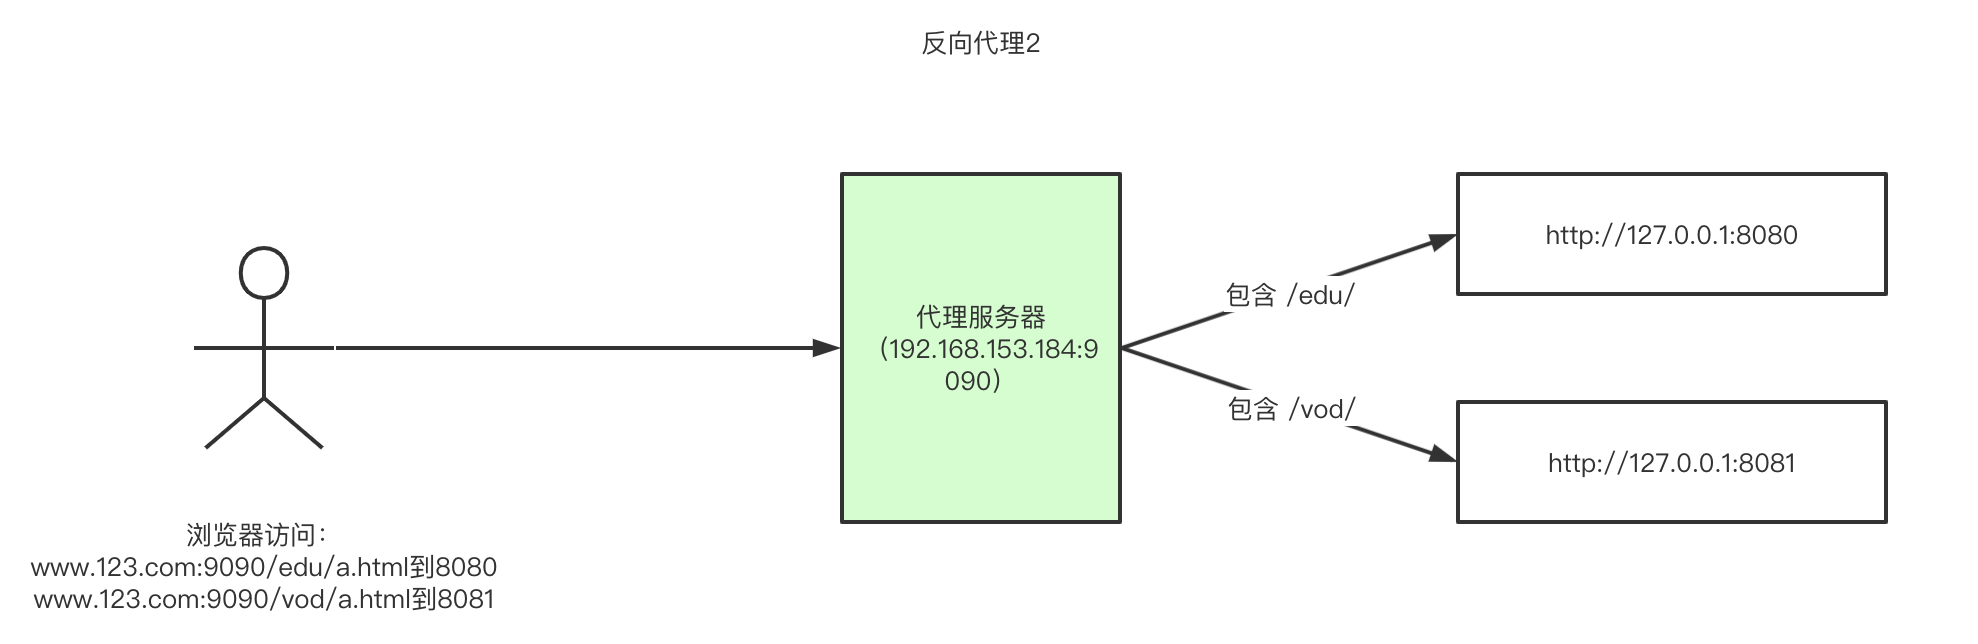 反向代理2
http://127.0.0.1:8080
包含 /edu/
代理服务器
（192.168.153.184:9
090）
包含 /vod/
http://127.0.0.1:8081
浏览器访问：
www.123.com:9090/edu/a.html到8080
www.123.com:9090/vod/a.html到8081